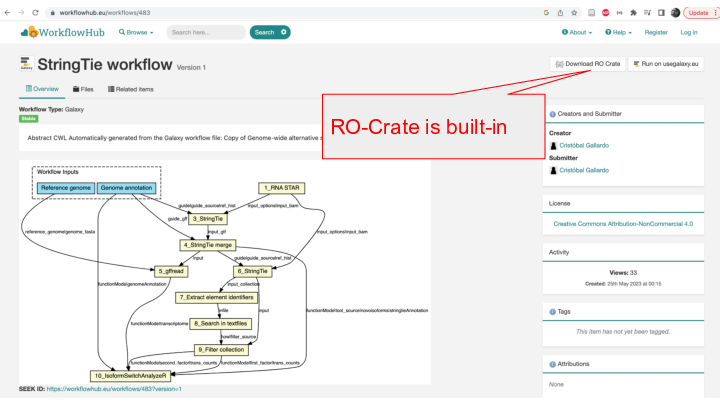 workflowhub.eu/workflows/483
Update
WorkflowHub
Browse
Search here...
Search
About
Help
Register
Log in
StringTie workflow Version 1
Download RO Crate
Run on usegalaxy.eu
Overview
Files
Related items
Workflow Type: Galaxy
Stable
Abstract CWL Automatically generated from the Galaxy workflow file: Copy of Genome-wide alternative
RO-Crate is built-in
Workflow Inputs
Reference genome
Genome annotation
1_RNA STAR
guide|guide_source|ref_hist
input_options|input_bam
guide_gff
3_StringTie
reference_genome|genome_fasta
input_gtf
input_options|input_bam
4_StringTie merge
input
guide|guide_source|ref_hist
5_gffread
6_StringTie
functionMode|genomeAnnotation
input_collection
7_Extract element identifiers
infile
input
functionMode|tool_source|novoisoforms|stringtieAnnotation
functionMode|transcriptome
8_Search in textfiles
how|filter_source
9_Filter collection
functionMode|second_factor|trans_counts
functionMode|first_factor|trans_counts
10_IsoformSwitchAnalyzeR
SEEK ID: https://workflowhub.eu/workflows/483?version=1
Creators and Submitter
Creator
Cristóbal Gallardo
Submitter
Cristóbal Gallardo
License
Creative Commons Attribution-NonCommercial 4.0
Activity
Views: 33
Created: 25th May 2023 at 00:15
Tags
This item has not yet been tagged.
Attributions
None